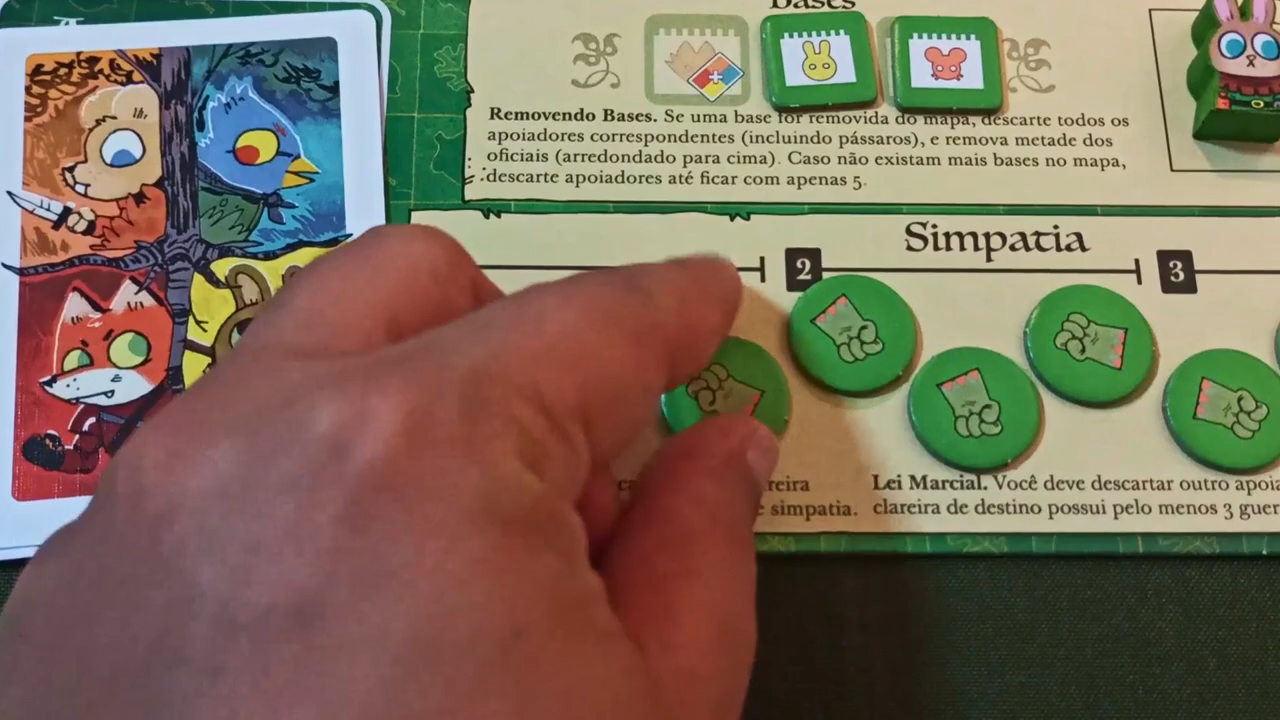 Bases
Removendo Bases. Se uma base for removida do mapa, descarte todos os
apoiadores correspondentes (incluindo pássaros), e remova metade dos
oficiais (arredondado para cima). Caso não existam mais bases no mapa,
descarte apoiadores até ficar com apenas 5.
Simpatia
2
3
reira
simpatia.
Lei Marcial. Você deve descartar outro apoia
clareira de destino possui pelo menos 3 guer